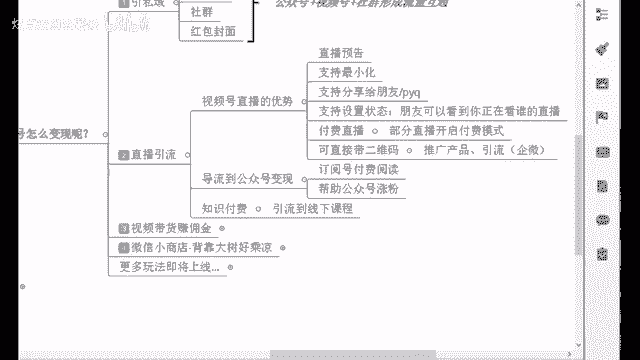 引私域
社群
红包封面
公众号+视频号+社群形成流量互通
号怎么变现呢？
2 直播引流
视频号直播的优势
直播预告
支持最小化
支持分享给朋友/pyq
支持设置状态：朋友可以看到你正在看谁的直播
付费直播 部分直播开启付费模式
可直接带二维码 推广产品、引流（企微）
导流到公众号变现
订阅号付费阅读
帮助公众号涨粉
知识付费 引流到线下课程
3 视频带货赚佣金
4 微信小商店-背靠大树好乘凉
更多玩法即将上线...